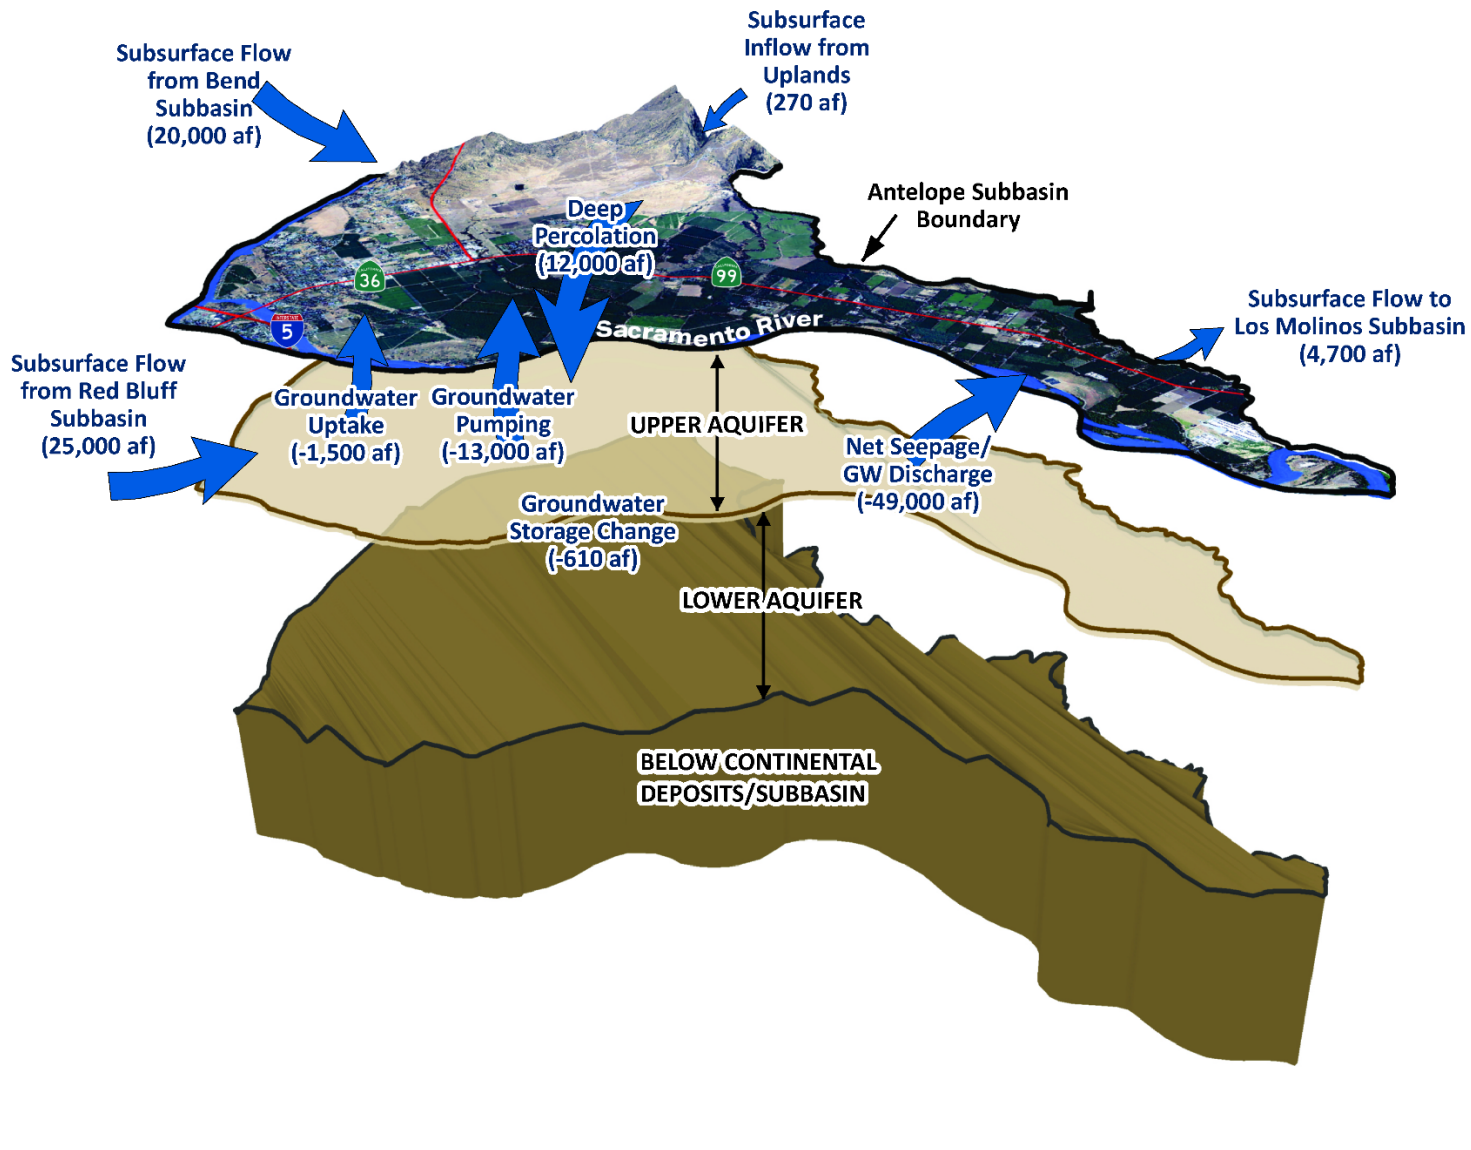 Subsurface Flow
from Bend
Subbasin
(20,000 af)
Subsurface
Inflow from
Uplands
(270 af)
Antelope Subbasin
Boundary
Deep
Percolation
(12,000 af)
CALIFORNIA
36
CALIFORNIA
99
INTERSTATE
5
Sacramento River
Subsurface Flow to
Los Molinos Subbasin
(4,700 af)
Subsurface Flow
from Red Bluff
Subbasin
(25,000 af)
Groundwater
Uptake
(-1,500 af)
Groundwater
Pumping
(-13,000 af)
UPPER AQUIFER
Net Seepage/
GW Discharge
(-49,000 af)
Groundwater
Storage Change
(-610 af)
LOWER AQUIFER
BELOW CONTINENTAL
DEPOSITS/SUBBASIN